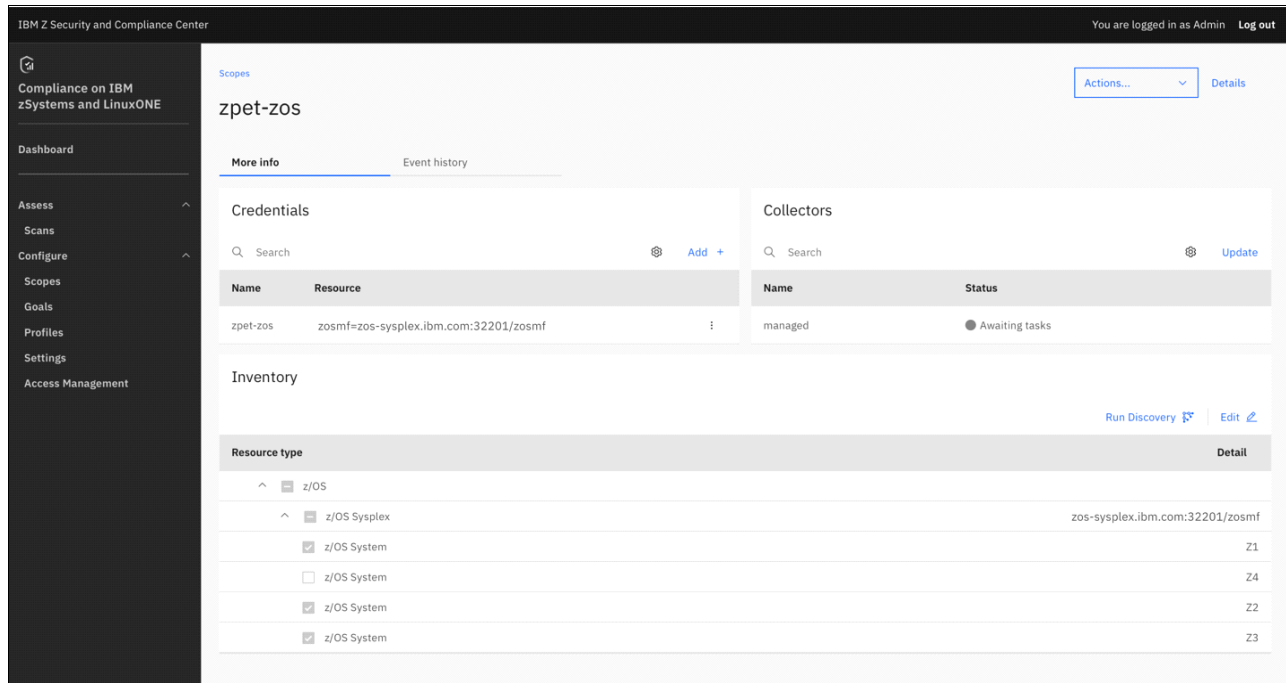 IBM Z Security and Compliance Center
You are logged in as Admin Log out
Compliance on IBM
zSystems and LinuxONE
Dashboard
Assess
Scans
Configure
Scopes
Goals
Profiles
Settings
Access Management
Scopes
zpet-zos
Actions...
Details
More info
Event history
Credentials
Search
Add +
Name Resource
zpet-zos zosmf=zos-sysplex.ibm.com:32201/zosmf
Collectors
Search
Update
Name Status
managed Awaiting tasks
Inventory
Run Discovery
Edit
Resource type Detail
z/OS
z/OS Sysplex zos-sysplex.ibm.com:32201/zosmf
z/OS System Z1
z/OS System Z4
z/OS System Z2
z/OS System Z3